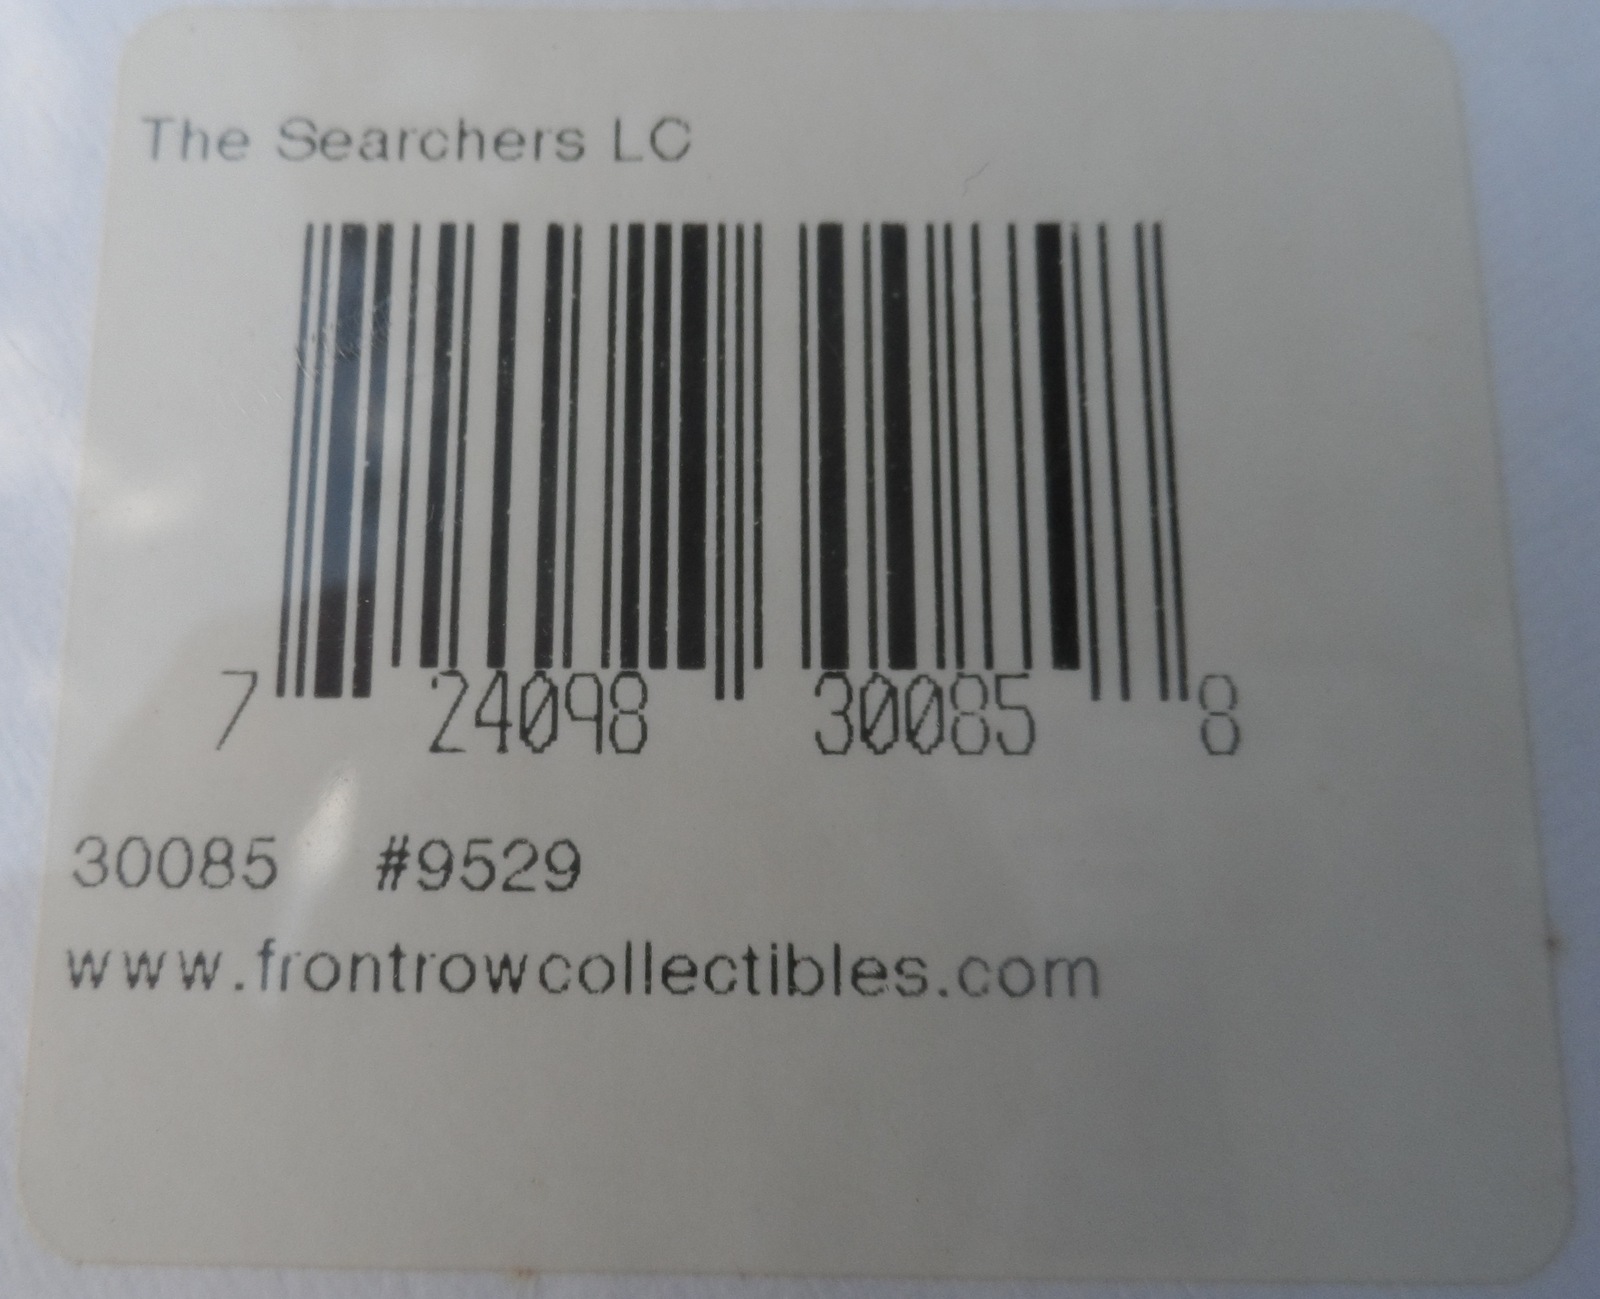 The Searchers LC
7 24098 30085 8
30085 #9529
www.frontrowcollectibles.com